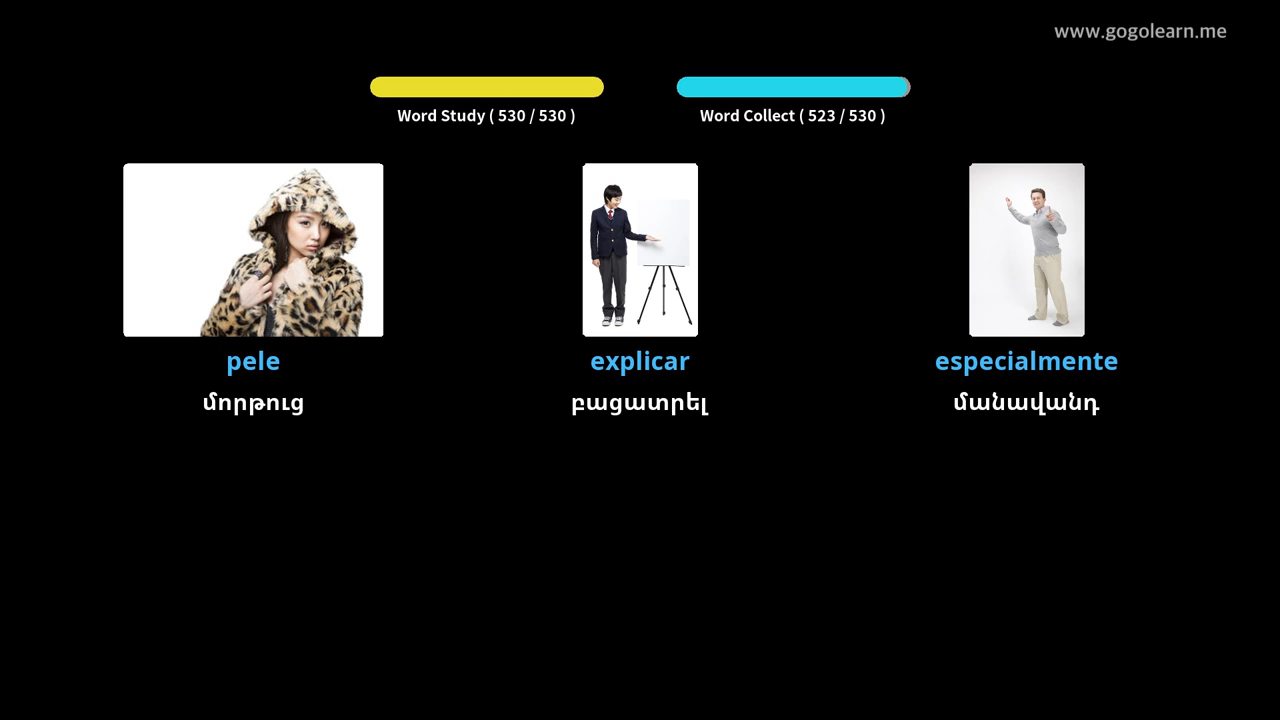 www.gogolearn.me
Word Study ( 530 / 530 )
Word Collect ( 523 / 530 )
pele
explicar
especialmente
մորթուց
բացատրել
մանավանդ